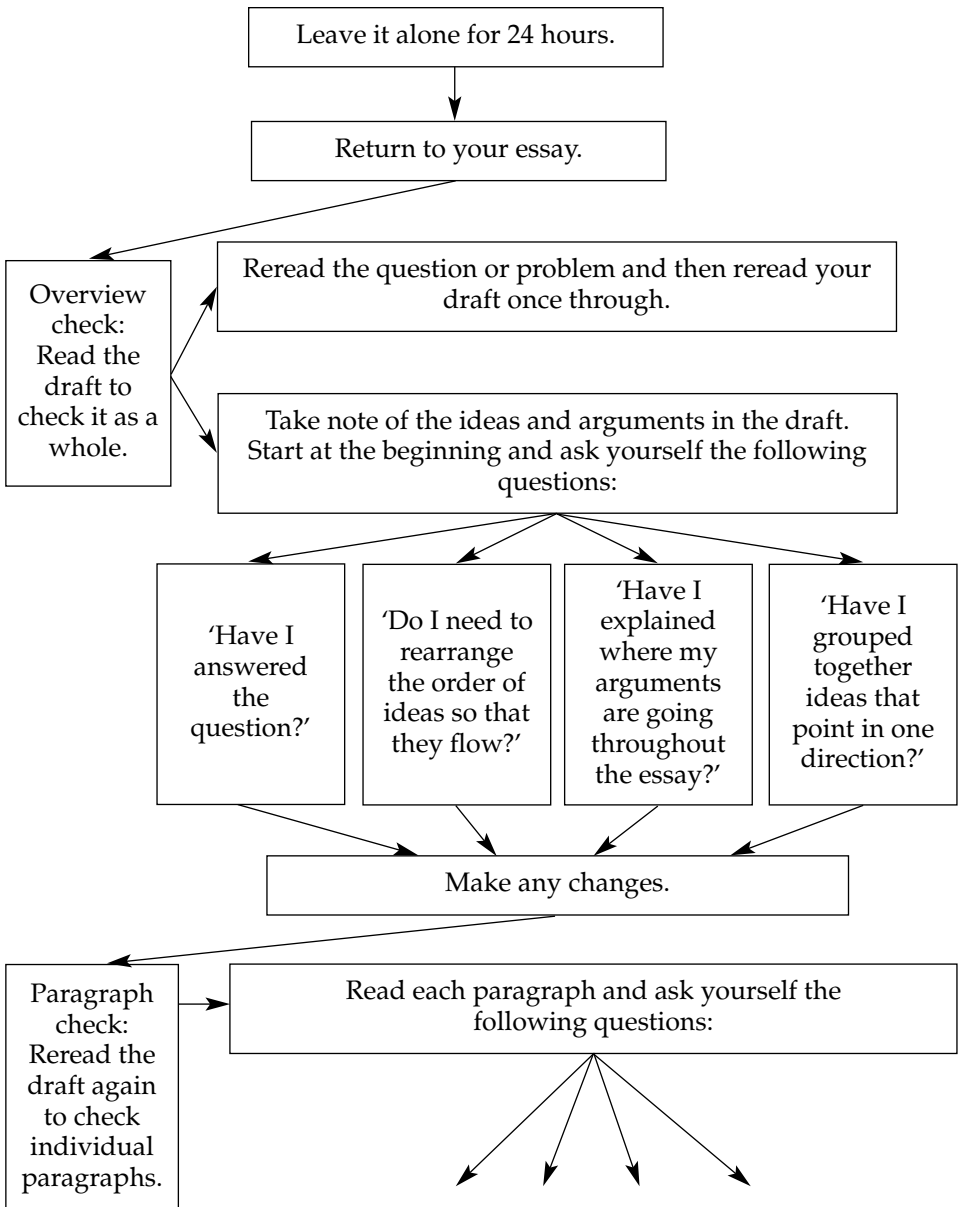 Leave it alone for 24 hours.
Return to your essay.
Overview
check:
Read the
draft to
check it as a
whole.
Reread the question or problem and then reread your
draft once through.
Take note of the ideas and arguments in the draft.
Start at the beginning and ask yourself the following
questions:
‘Have I
answered
the
question?’
‘Do I need to
rearrange
the order of
ideas so that
they flow?’
‘Have I
explained
where my
arguments
are going
throughout
the essay?’
‘Have I
grouped
together
ideas that
point in one
direction?’
Make any changes.
Paragraph
check:
Reread the
draft again
to check
individual
paragraphs.
Read each paragraph and ask yourself the
following questions: